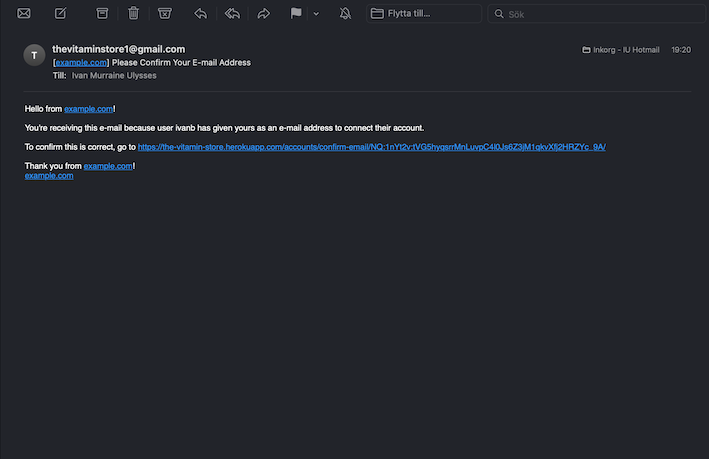 Flytta till...
Sök
T
thevitaminstore1@gmail.com
Inkorg - IU Hotmail 19:20
[example.com] Please Confirm Your E-mail Address
Till: Ivan Murraine Ulysses
Hello from example.com!
You're receiving this e-mail because user ivanb has given yours as an e-mail address to connect their account.
To confirm this is correct, go to https://the-vitamin-store.herokuapp.com/accounts/confirm-email/
Thank you from example.com!
example.com